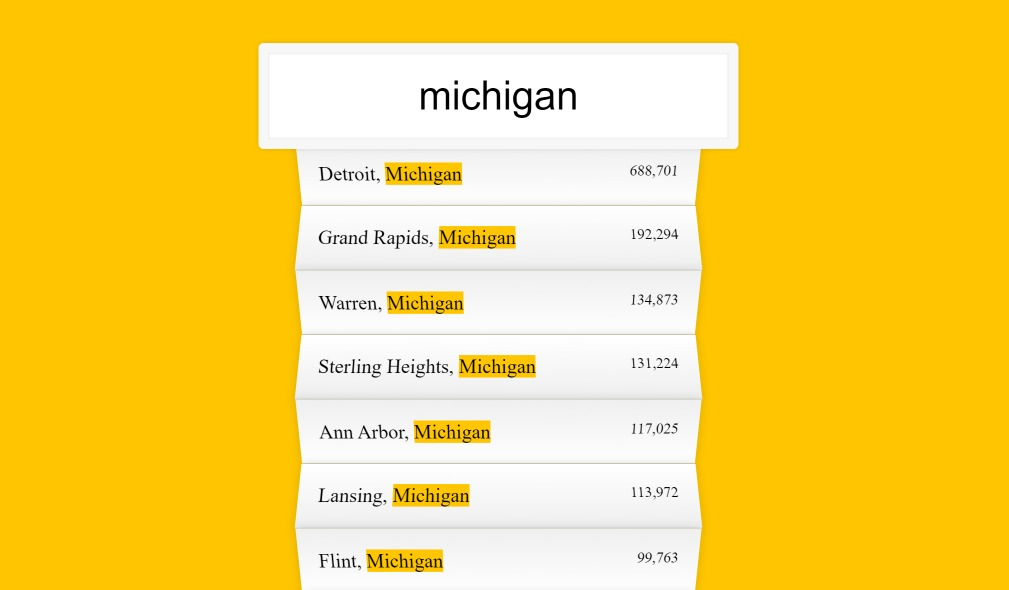 michigan
Detroit, Michigan 688,701
Grand Rapids, Michigan 192,294
Warren, Michigan 134,873
Sterling Heights, Michigan 131,224
Ann Arbor, Michigan 117,025
Lansing, Michigan 113,972
Flint, Michigan 99,763